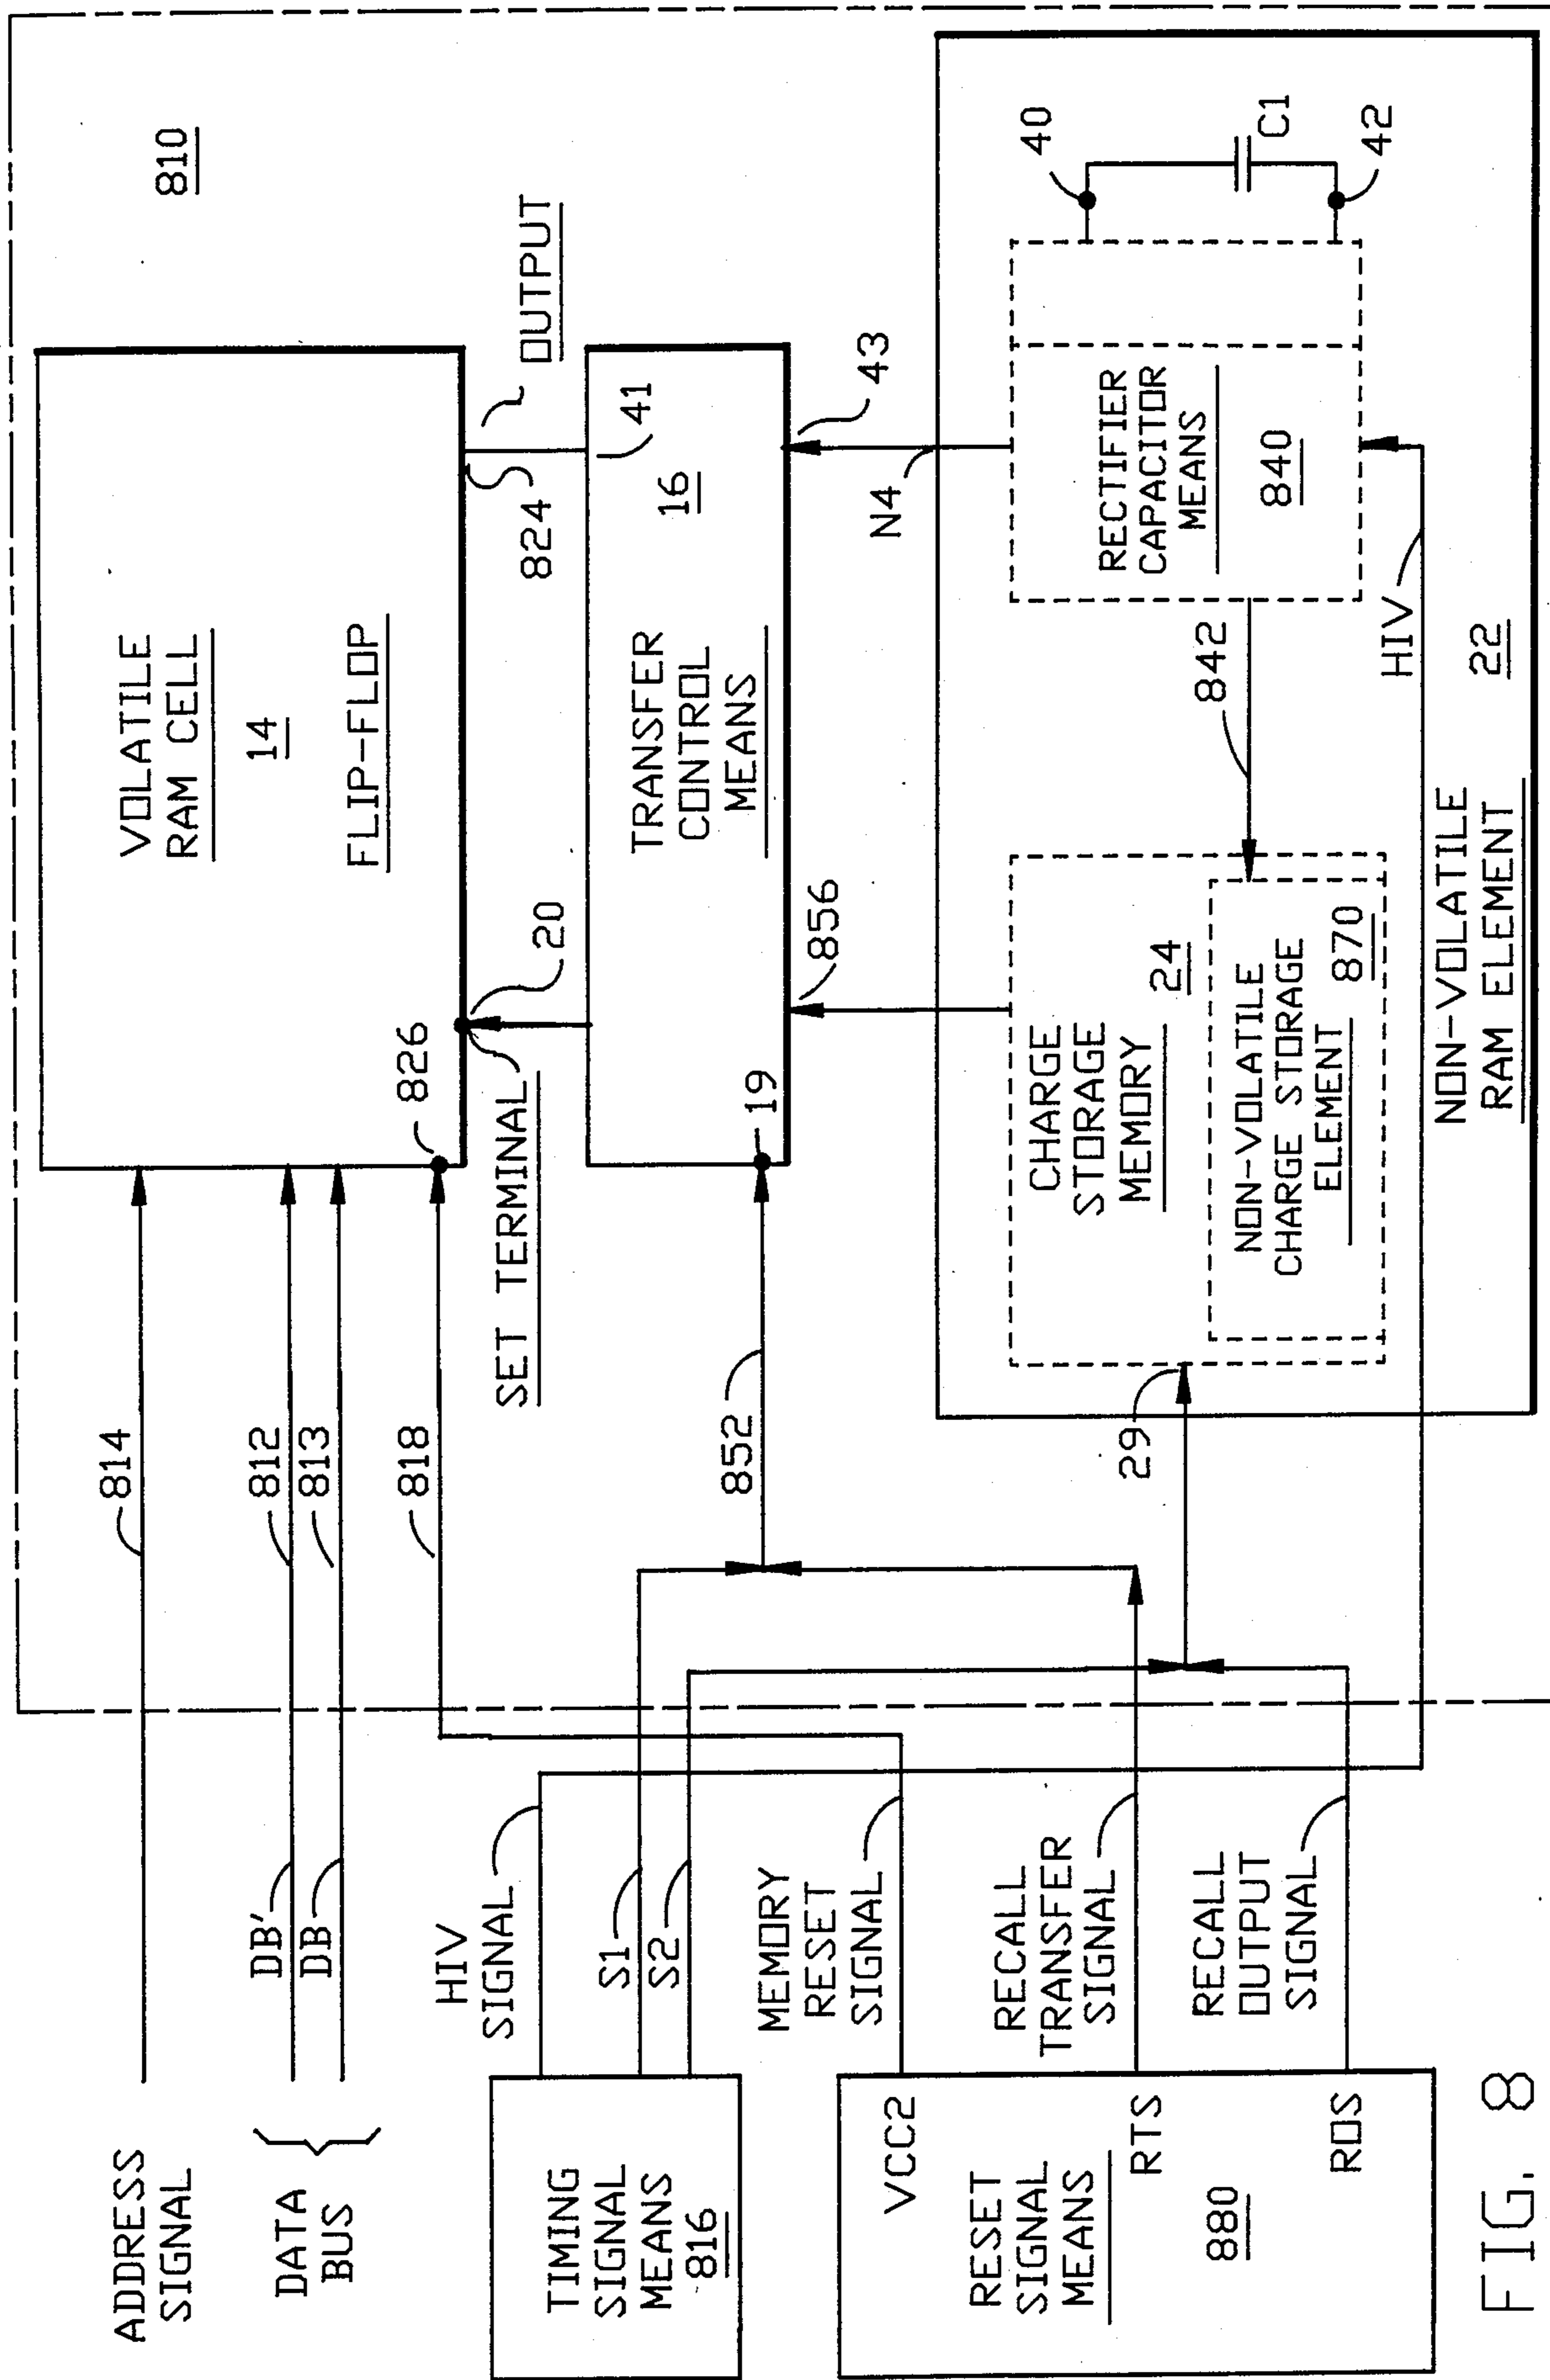 ADDRESS
SIGNAL
814
810
DATA
BUS
DB'
DB
812
813
818
826
VOLATILE
RAM CELL
14
FLIP-FLOP
SET TERMINAL
20
824
OUTPUT
TIMING
SIGNAL
MEANS
816
HIV
SIGNAL
S1
S2
852
19
TRANSFER
CONTROL
MEANS
16
41
856
N4
43
RESET
SIGNAL
MEANS
880
VCC2
RTS
ROS
MEMORY
RESET
SIGNAL
RECALL
TRANSFER
SIGNAL
RECALL
OUTPUT
SIGNAL
29
CHARGE
STORAGE
MEMORY
24
NON-VOLATILE
CHARGE STORAGE
ELEMENT
870
842
RECTIFIER
CAPACITOR
MEANS
840
40
C1
42
HIV
NON-VOLATILE
RAM ELEMENT
22
FIG. 8